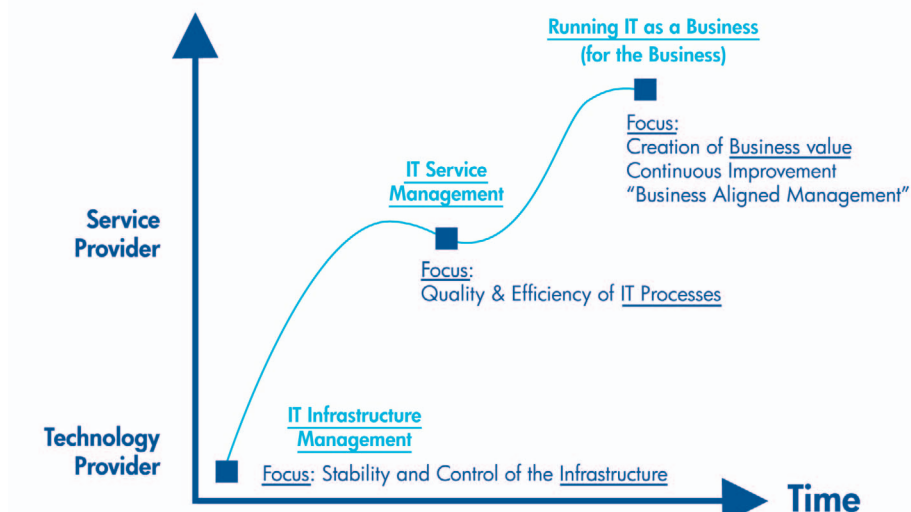 Running IT as a Business
(for the Business)
Focus:
Creation of Business value
Continuous Improvement
“Business Aligned Management”
IT Service
Management
Service
Provider
Focus:
Quality & Efficiency of IT Processes
IT Infrastructure
Management
Technology
Provider
Focus: Stability and Control of the Infrastructure
Time